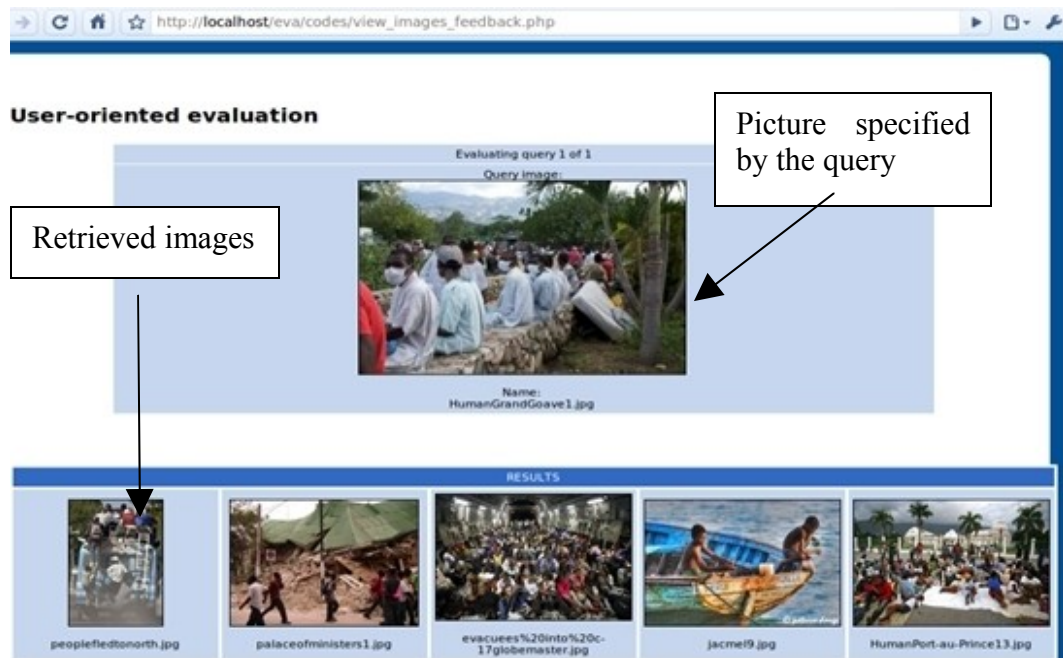 http://localhost/eva/codes/view_images_feedback.php
User-oriented evaluation
Picture specified
by the query
Evaluating query 1 of 1
Query image:
Retrieved images
Name:
HumanGrandGoave1.jpg
RESULTS
peoplefledtonorth.jpg
palaceofministers1.jpg
evacuees%20into%20c-
17globemaster.jpg
jacmel9.jpg
HumanPort-au-Prince13.jpg